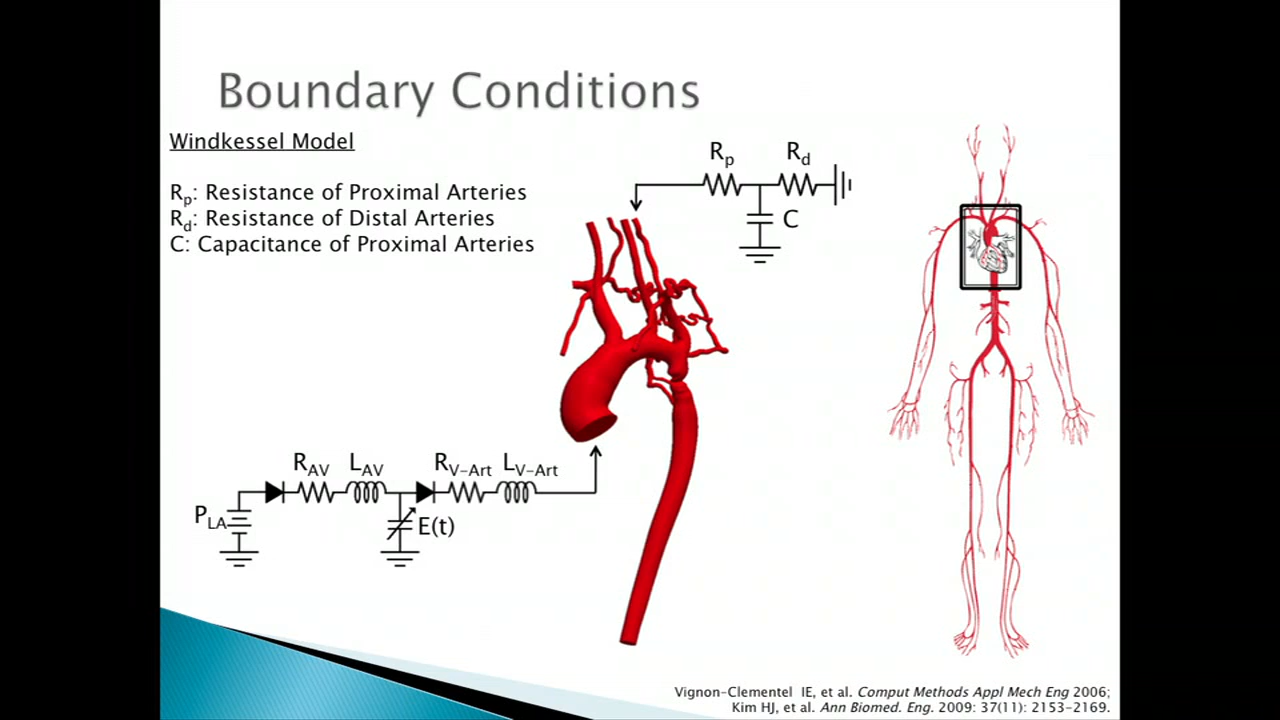 Boundary Conditions
Windkessel Model
Rp: Resistance of Proximal Arteries
Rd: Resistance of Distal Arteries
C: Capacitance of Proximal Arteries
Rp
Rd
C
RAV
LAV
RV-Art
LV-Art
PLA
E(t)
Vignon-Clementel IE, et al. Comput Methods Appl Mech Eng 2006;
Kim HJ, et al. Ann Biomed. Eng. 2009: 37(11): 2153-2169.